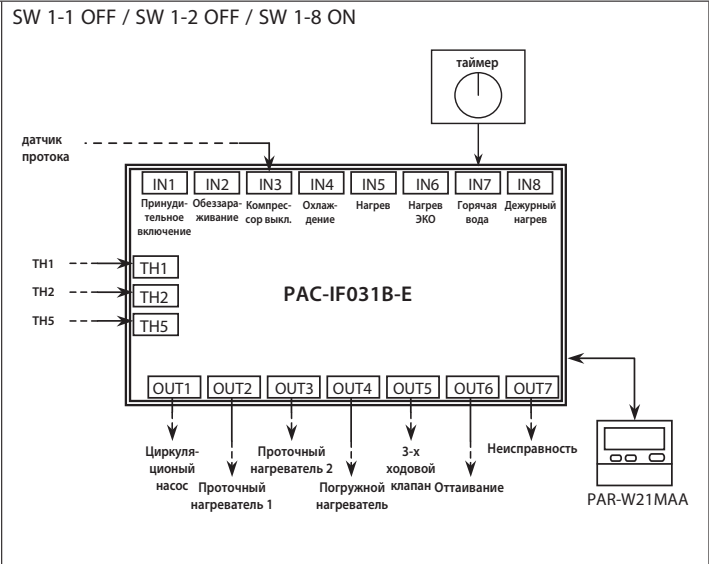 SW 1-1 OFF / SW 1-2 OFF / SW 1-8 ON
таймер
датчик
протока
IN1 IN2 IN3 IN4 IN5 IN6 IN7 IN8
Принуди-
тельное
включение
Обеззара-
живание
Компрес-
сор выкл.
Охлаж-
дение
Нагрев
Нагрев
ЭКО
Горячая
вода
Дежурный
нагрев
TH1 TH1
TH2 TH2
TH5 TH5
PAC-IF031B-E
OUT1 OUT2 OUT3 OUT4 OUT5 OUT6 OUT7
Циркуля-
ционый
насос
Проточный
нагреватель 1
Проточный
нагреватель 2
Погружной
нагреватель
3-х
ходовой
клапан
Оттаивание
Неисправность
PAR-W21MAA